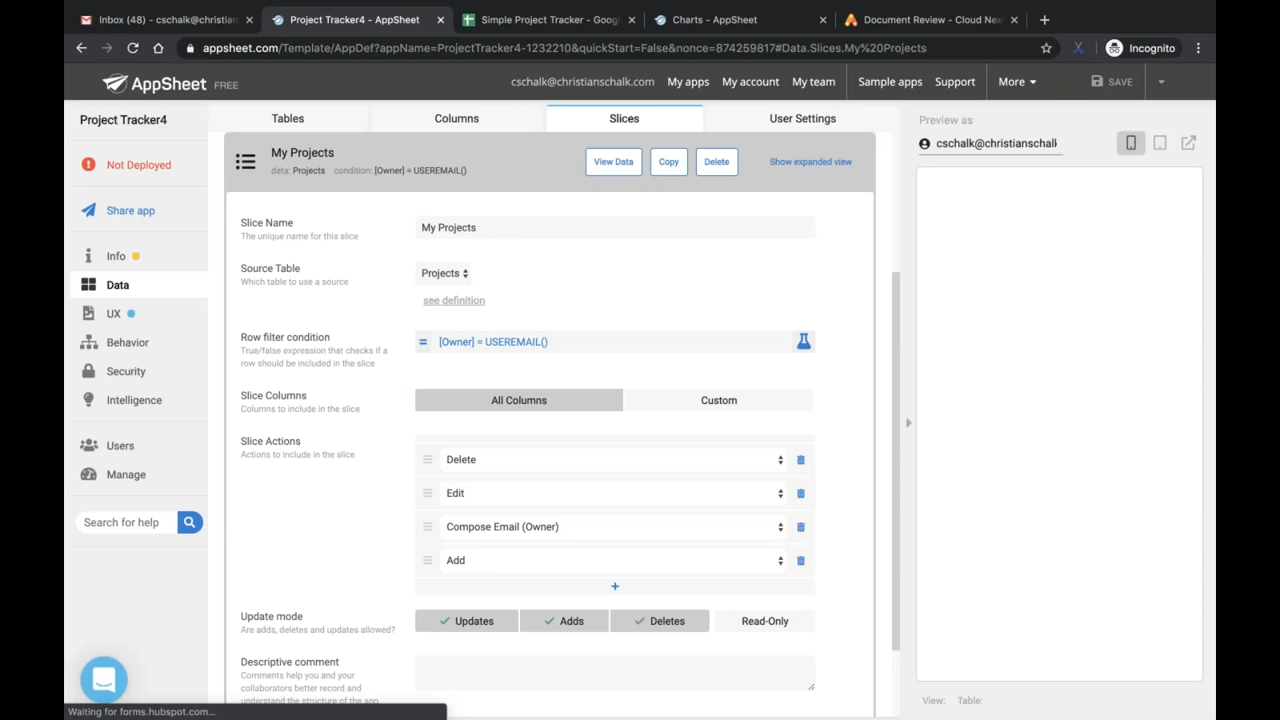 Inbox (48) - cschalk@christian
Project Tracker4 - AppSheet
Simple Project Tracker - Goog
Charts - AppSheet
Document Review - Cloud Nex
appsheet.com/Template/AppDef?appName=ProjectTracker4-1232210&quickStart=False&nonce=874259817#Data.Slices.My%20Projects
Incognito
AppSheet FREE
cschalk@christianschalk.com
My apps
My account
My team
Sample apps
Support
More
SAVE
Project Tracker4
Tables
Columns
Slices
User Settings
Preview as
cschalk@christianschalk
Not Deployed
Share app
Info
Data
UX
Behavior
Security
Intelligence
Users
Manage
Search for help
My Projects
data: Projects condition: [Owner] = USEREMAIL()
View Data
Copy
Delete
Show expanded view
Slice Name
The unique name for this slice
My Projects
Source Table
Which table to use a source
Projects
see definition
Row filter condition
True/false expression that checks if a
row should be included in the slice
= [Owner] = USEREMAIL()
Slice Columns
Columns to include in the slice
All Columns
Custom
Slice Actions
Actions to include in the slice
Delete
Edit
Compose Email (Owner)
Add
+
Update mode
Are adds, deletes and updates allowed?
Updates
Adds
Deletes
Read-Only
Descriptive comment
Comments help you and your
collaborators better record and
understand the structure of the app
View: Table:
Waiting for forms.hubspot.com...